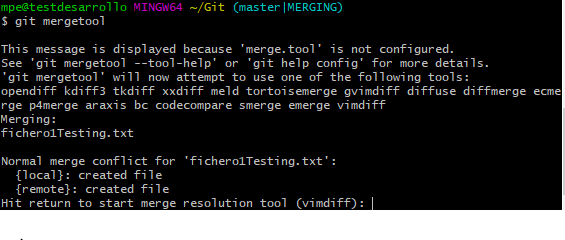 mpe@testdesarrollo MINGW64 ~/Git (master|MERGING)
$ git mergetool
This message is displayed because 'merge.tool' is not configured.
See 'git mergetool --tool-help' or 'git help config' for more details.
'git mergetool' will now attempt to use one of the following tools:
opendiff kdiff3 tkdiff xxdiff meld tortoisemerge gvimdiff diffuse diffmerge ecme
rge p4merge araxis bc codecompare smerge emerge vimdiff
Merging:
fichero1Testing.txt
Normal merge conflict for 'fichero1Testing.txt':
  {local}: created file
  {remote}: created file
Hit return to start merge resolution tool (vimdiff):